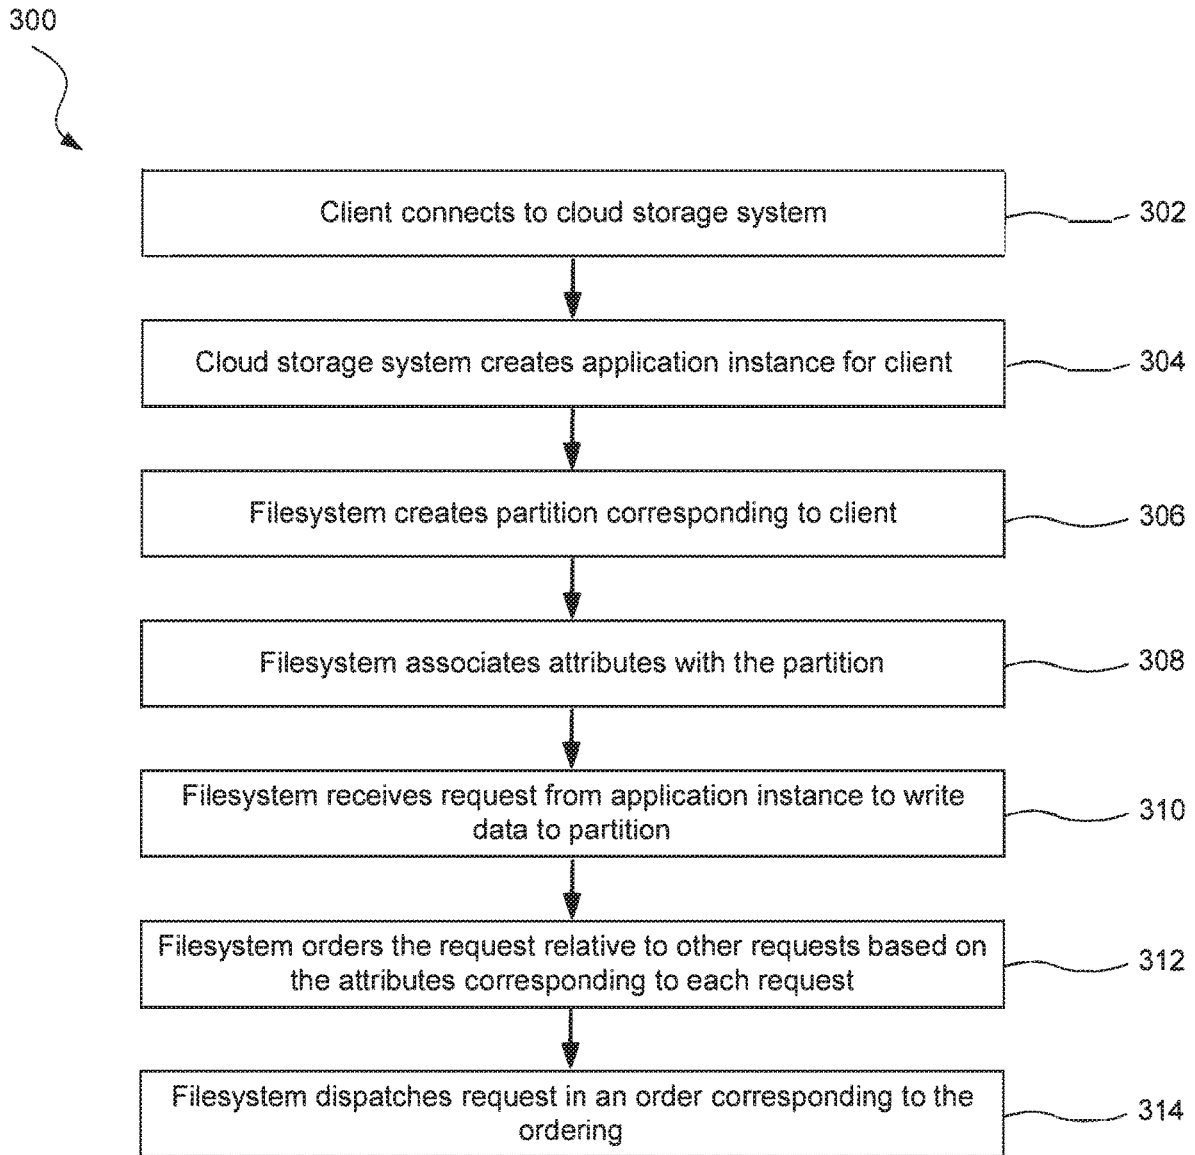 300
Client connects to cloud storage system
302
Cloud storage system creates application instance for client
304
Filesystem creates partition corresponding to client
306
Filesystem associates attributes with the partition
308
Filesystem receives request from application instance to write
data to partition
310
Filesystem orders the request relative to other requests based on
the attributes corresponding to each request
312
Filesystem dispatches request in an order corresponding to the
ordering
314